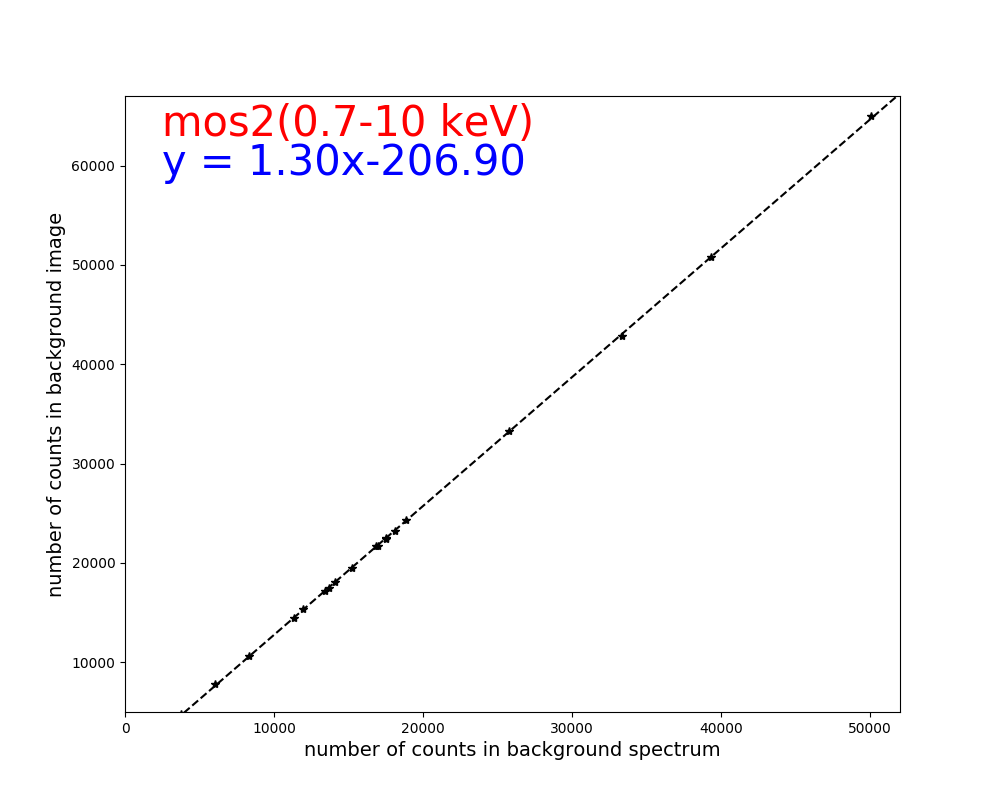 mos2(0.7-10 keV)
y = 1.30x-206.90
number of counts in background image
60000
50000
40000
30000
20000
10000
0 10000 20000 30000 40000 50000
number of counts in background spectrum